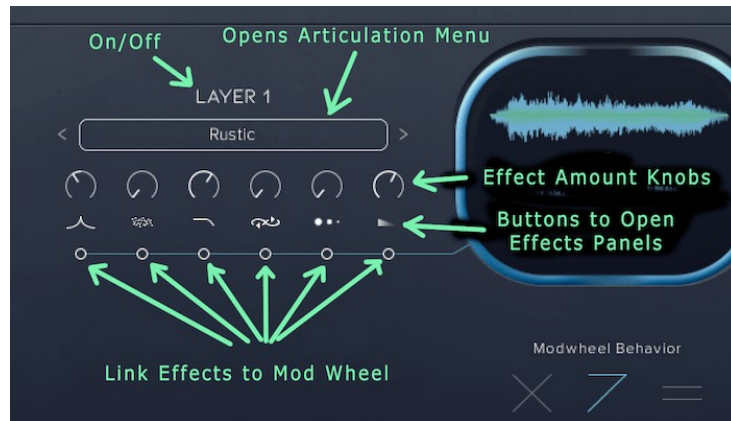 On/Off
Opens Articulation Menu
LAYER 1
< Rustic >
Effect Amount Knobs
Buttons to Open
Effects Panels
Link Effects to Mod Wheel
Modwheel Behavior